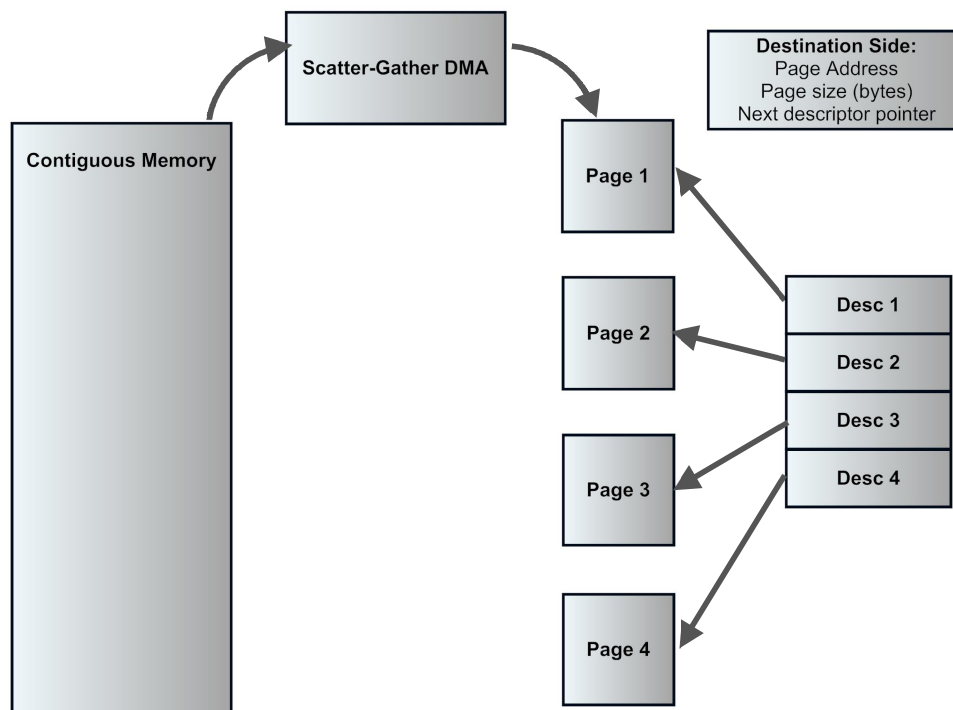 Scatter-Gather DMA
Destination Side:
Page Address
Page size (bytes)
Next descriptor pointer
Contiguous Memory
Page 1
Page 2
Page 3
Page 4
Desc 1
Desc 2
Desc 3
Desc 4